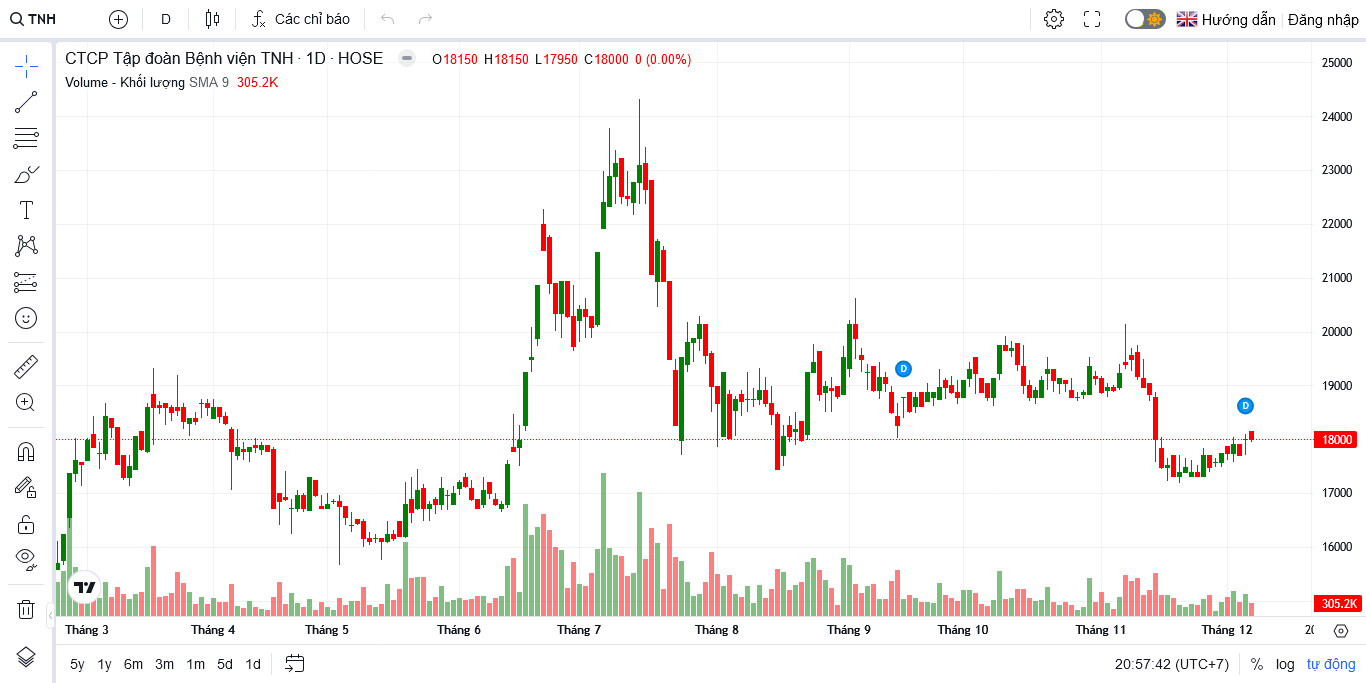 TNH D Các chỉ báo Hướng dẫn Đăng nhập
CTCP Tập đoàn Bệnh viện TNH · 1D · HOSE O18150 H18150 L17950 C18000 0 (0.00%)
Volume - Khối lượng SMA 9 305.2K
25000
24000
23000
22000
21000
20000
19000
18000
17000
16000
305.2K
D
D
Tháng 3 Tháng 4 Tháng 5 Tháng 6 Tháng 7 Tháng 8 Tháng 9 Tháng 10 Tháng 11 Tháng 12
5y 1y 6m 3m 1m 5d 1d 20:57:42 (UTC+7) % log tự động